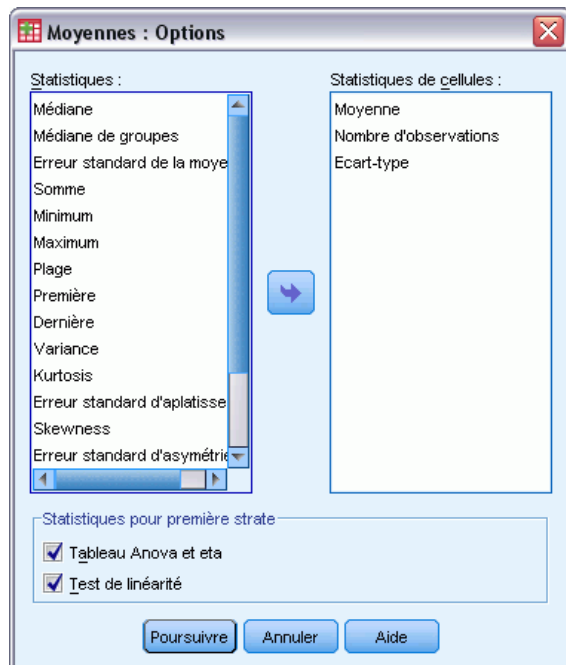 Moyennes : Options
Statistiques :
Médiane
Médiane de groupes
Erreur standard de la moye
Somme
Minimum
Maximum
Plage
Première
Dernière
Variance
Kurtosis
Erreur standard d'aplatisse
Skewness
Erreur standard d'asymétrie
Statistiques de cellules :
Moyenne
Nombre d'observations
Ecart-type
Statistiques pour première strate
Tableau Anova et eta
Test de linéarité
Poursuivre Annuler Aide